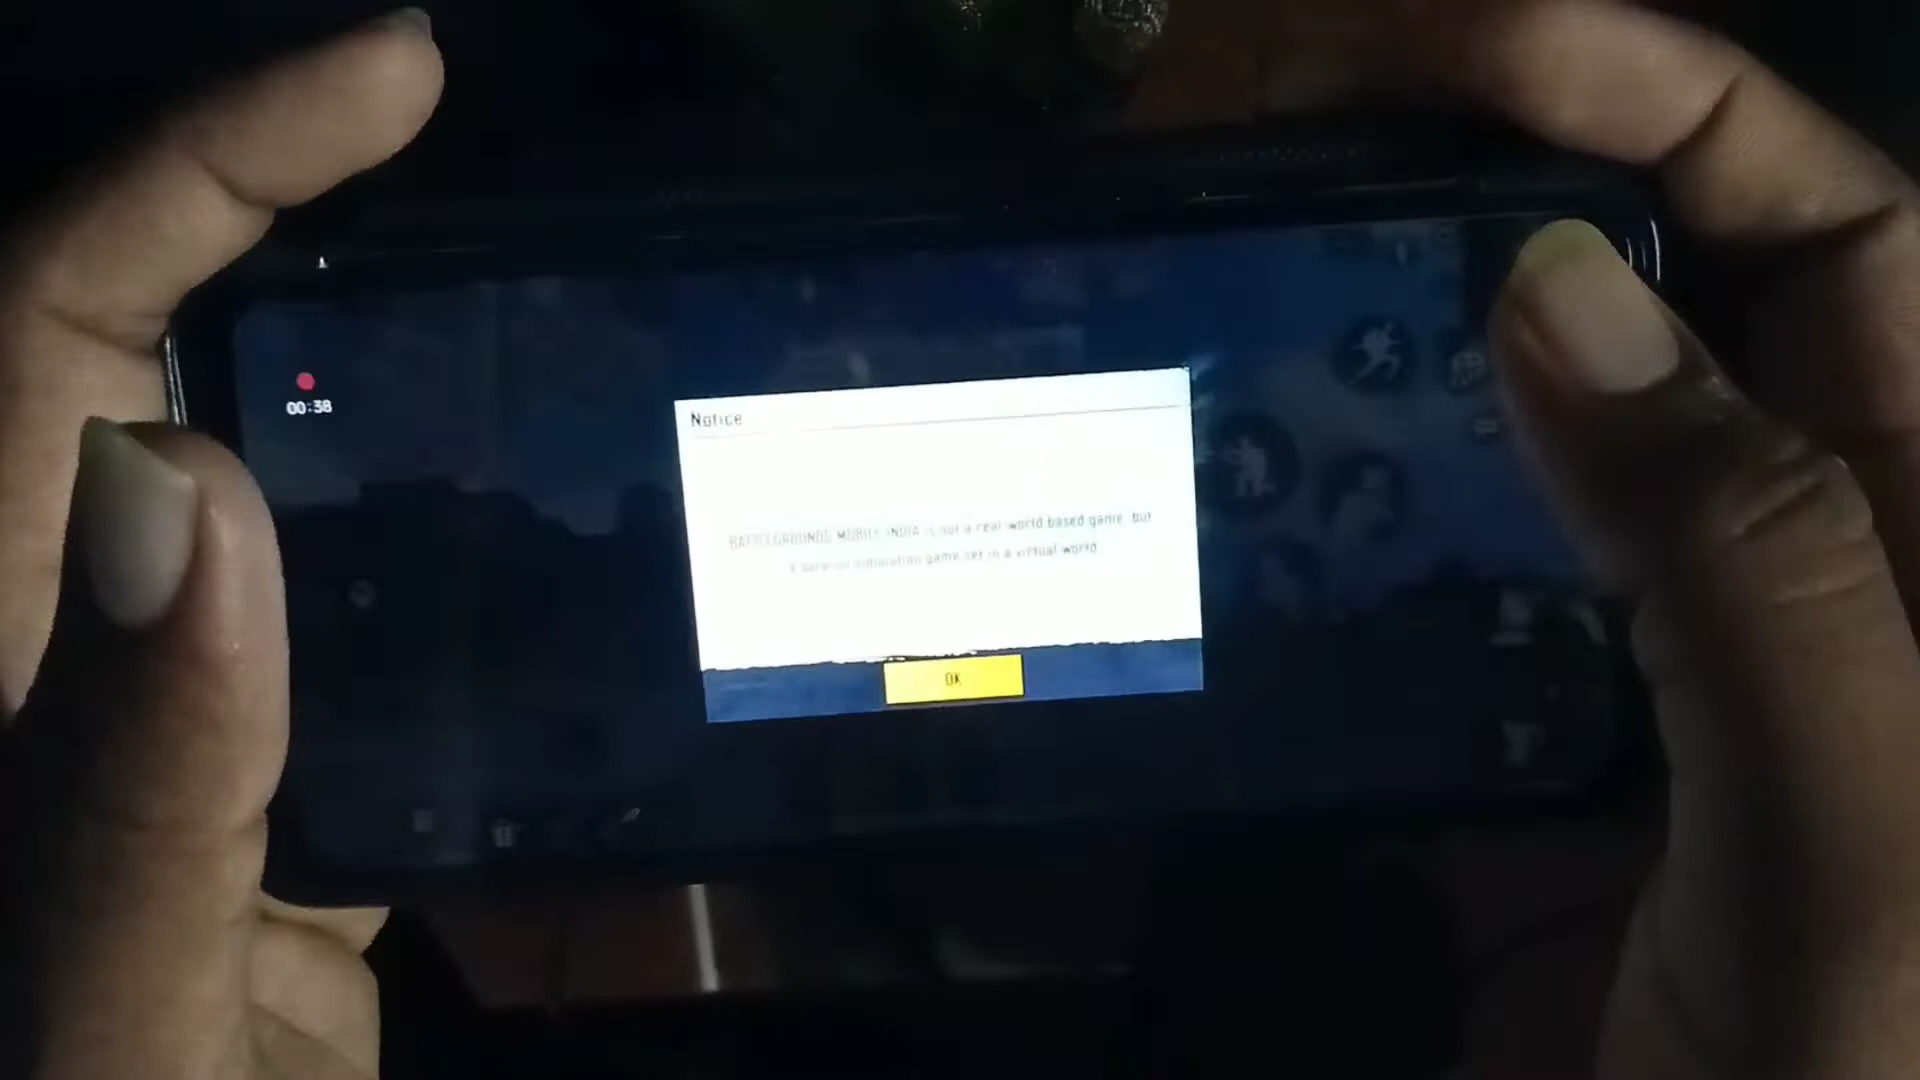 00:38
Notice
BATTLEGROUNDS MOBILE INDIA is not a real-world based game, but
a survival simulation game set in a virtual world
OK